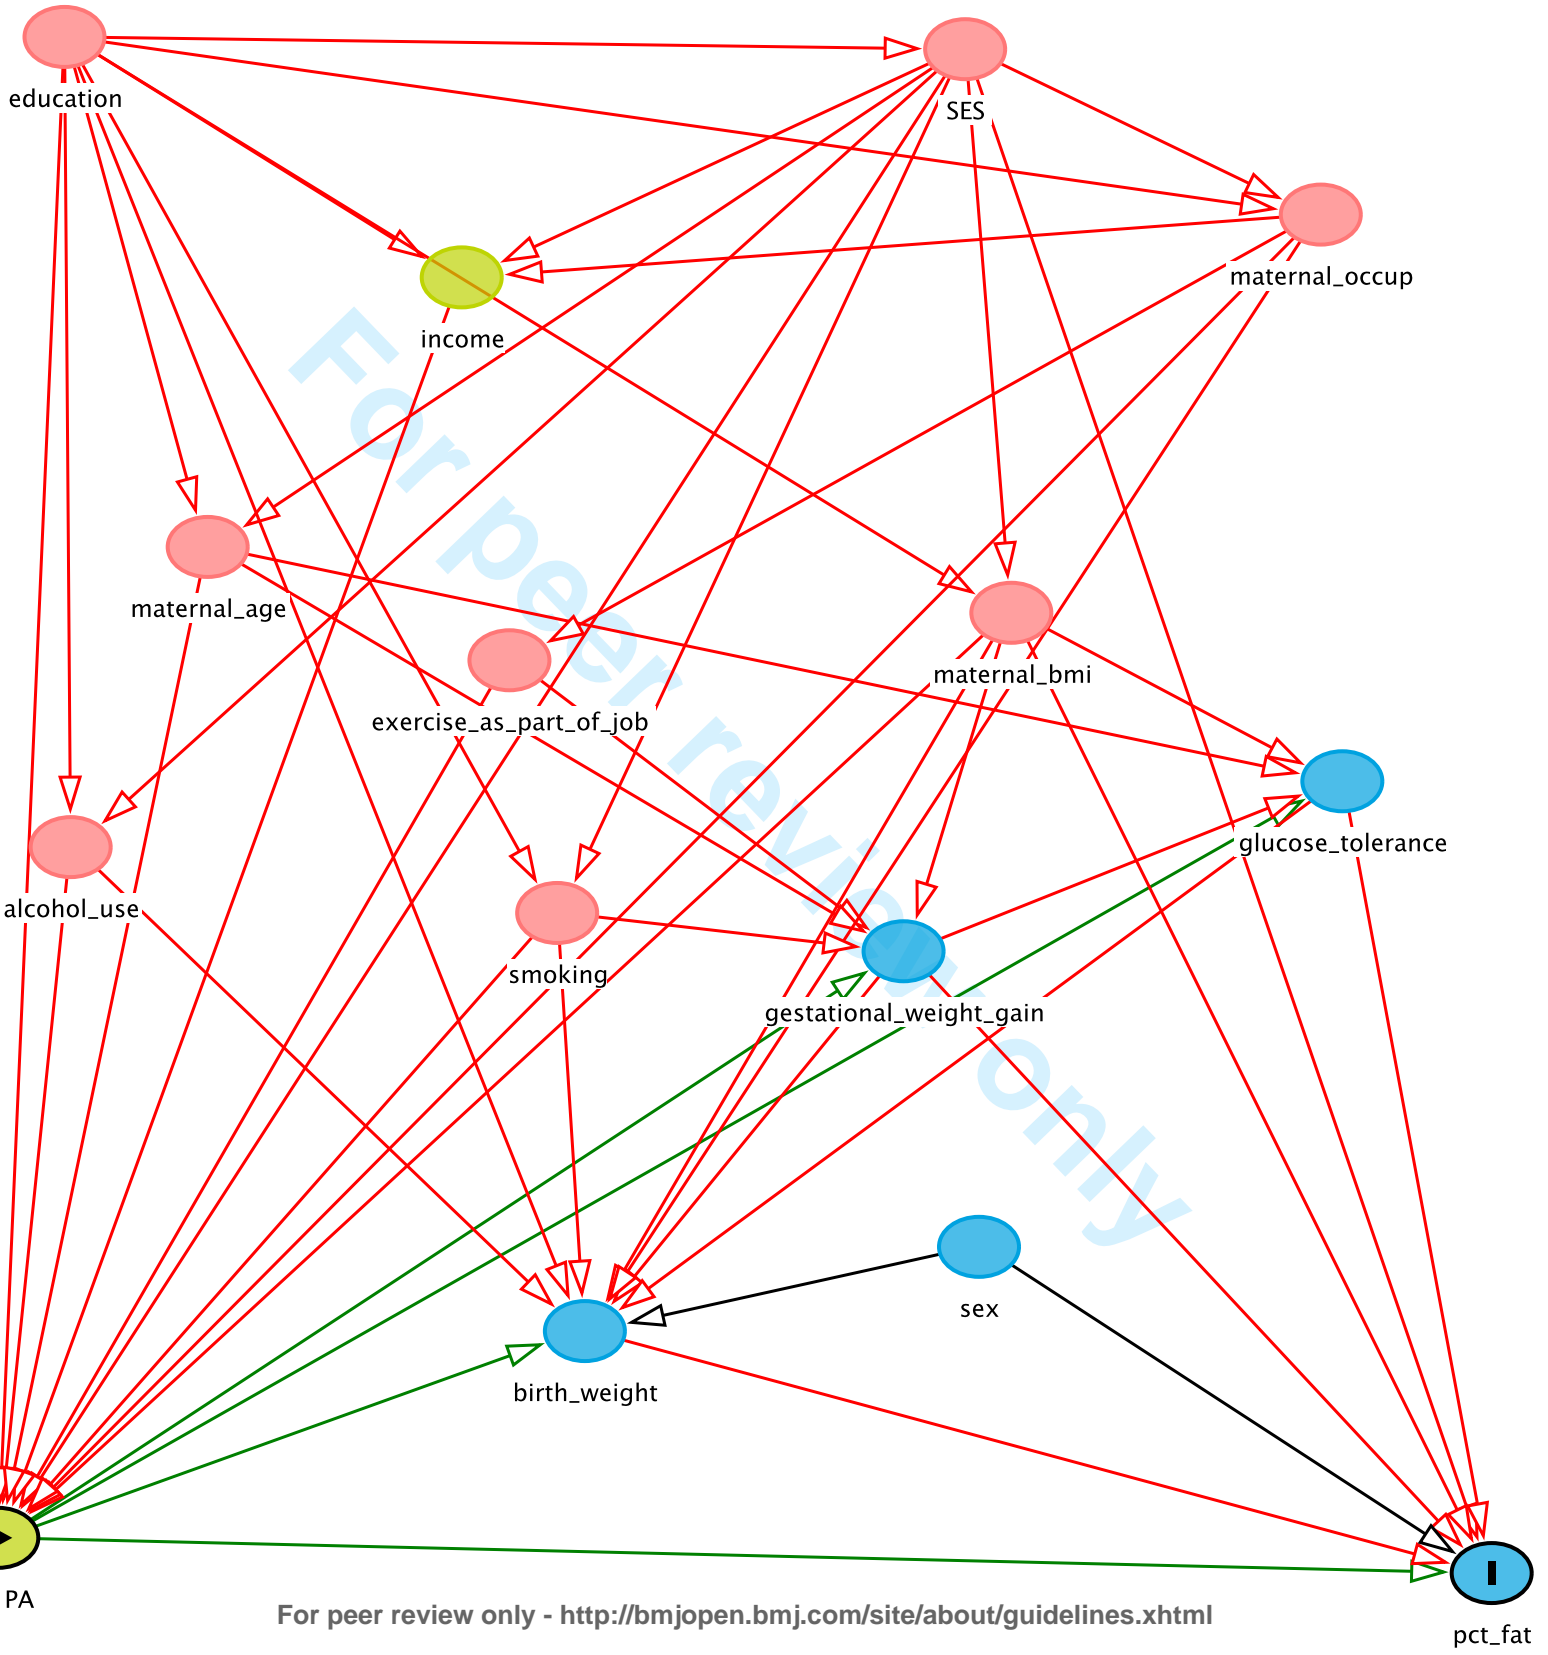 education
SES
maternal_occup
income
maternal_age
maternal_bmi
exercise_as_part_of_job
glucose_tolerance
alcohol_use
smoking
gestational_weight_gain
sex
birth_weight
PA
pct_fat
For peer review only
For peer review only - http://bmjopen.bmj.com/site/about/guidelines.xhtml